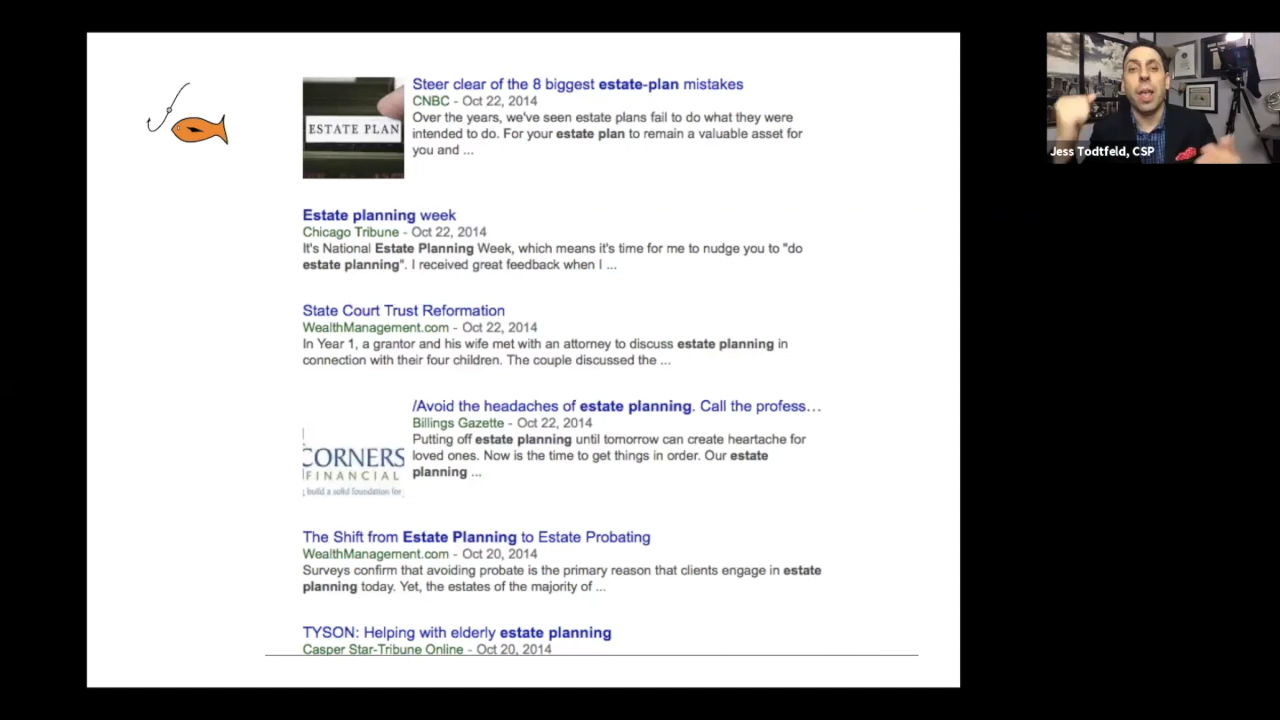 Steer clear of the 8 biggest estate-plan mistakes
CNBC - Oct 22, 2014
ESTATE PLAN
Over the years, we've seen estate plans fail to do what they were
intended to do. For your estate plan to remain a valuable asset for
you and ...
Jess Todtfeld, CSP
Estate planning week
Chicago Tribune - Oct 22, 2014
It's National Estate Planning Week, which means it's time for me to nudge you to "do
estate planning". I received great feedback when I ...
State Court Trust Reformation
WealthManagement.com - Oct 22, 2014
In Year 1, a grantor and his wife met with an attorney to discuss estate planning in
connection with their four children. The couple discussed the ...
/Avoid the headaches of estate planning. Call the profess...
Billings Gazette - Oct 22, 2014
Putting off estate planning until tomorrow can create heartache for
loved ones. Now is the time to get things in order. Our estate
planning ...
CORNERS
FINANCIAL
build a solid foundation for
The Shift from Estate Planning to Estate Probating
WealthManagement.com - Oct 20, 2014
Surveys confirm that avoiding probate is the primary reason that clients engage in estate
planning today. Yet, the estates of the majority of ...
TYSON: Helping with elderly estate planning
Casper Star-Tribune Online - Oct 20, 2014